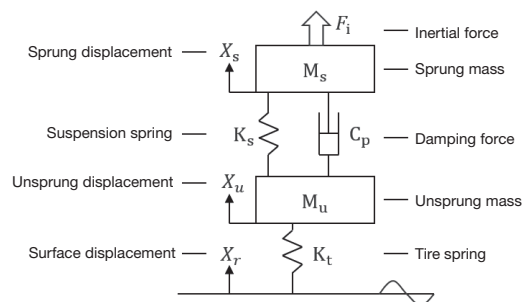 F_i Inertial force
Sprung displacement X_s M_s Sprung mass
Suspension spring K_s C_p Damping force
Unsprung displacement X_u M_u Unsprung mass
Surface displacement X_r K_t Tire spring